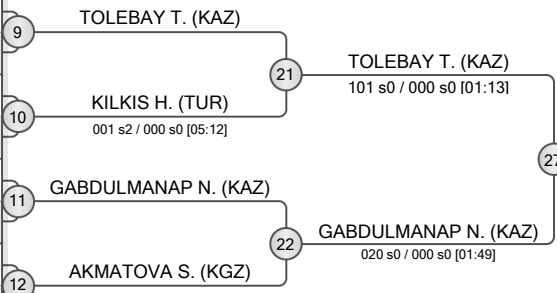 TOLEBAY T. (KAZ)
9
21
TOLEBAY T. (KAZ)
101 s0 / 000 s0 [01:13]
KILKIS H. (TUR)
10
001 s2 / 000 s0 [05:12]
27
GABDULMANAP N. (KAZ)
11
22
GABDULMANAP N. (KAZ)
020 s0 / 000 s0 [01:49]
AKMATOVA S. (KGZ)
12